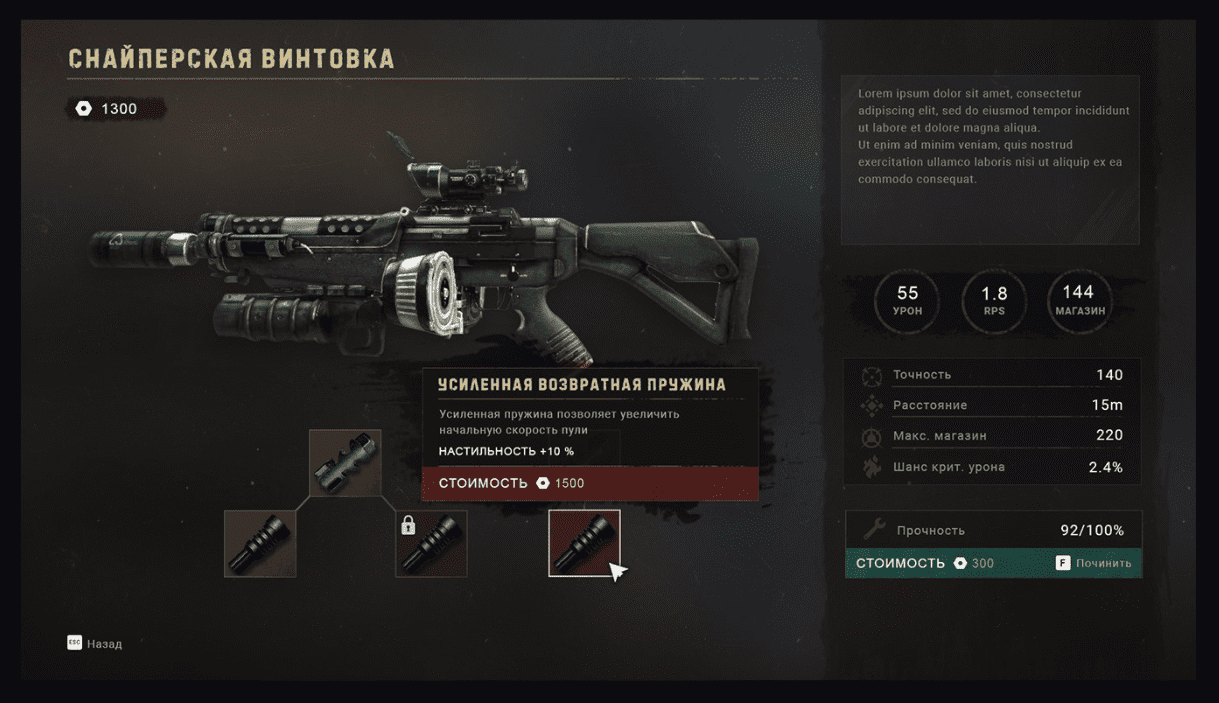 СНАЙПЕРСКАЯ ВИНТОВКА
1300
Lorem ipsum dolor sit amet, consectetur
adipiscing elit, sed do eiusmod tempor incididunt
ut labore et dolore magna aliqua.
Ut enim ad minim veniam, quis nostrud
exercitation ullamco laboris nisi ut aliquip ex ea
commodo consequat.
55
УРОН
1.8
RPS
144
МАГАЗИН
Точность 140
Расстояние 15m
Макс. магазин 220
Шанс крит. урона 2.4%
Прочность 92/100%
СТОИМОСТЬ 300 F Починить
УСИЛЕННАЯ ВОЗВРАТНАЯ ПРУЖИНА
Усиленная пружина позволяет увеличить
начальную скорость пули
НАСТИЛЬНОСТЬ +10 %
СТОИМОСТЬ 1500
ESC Назад